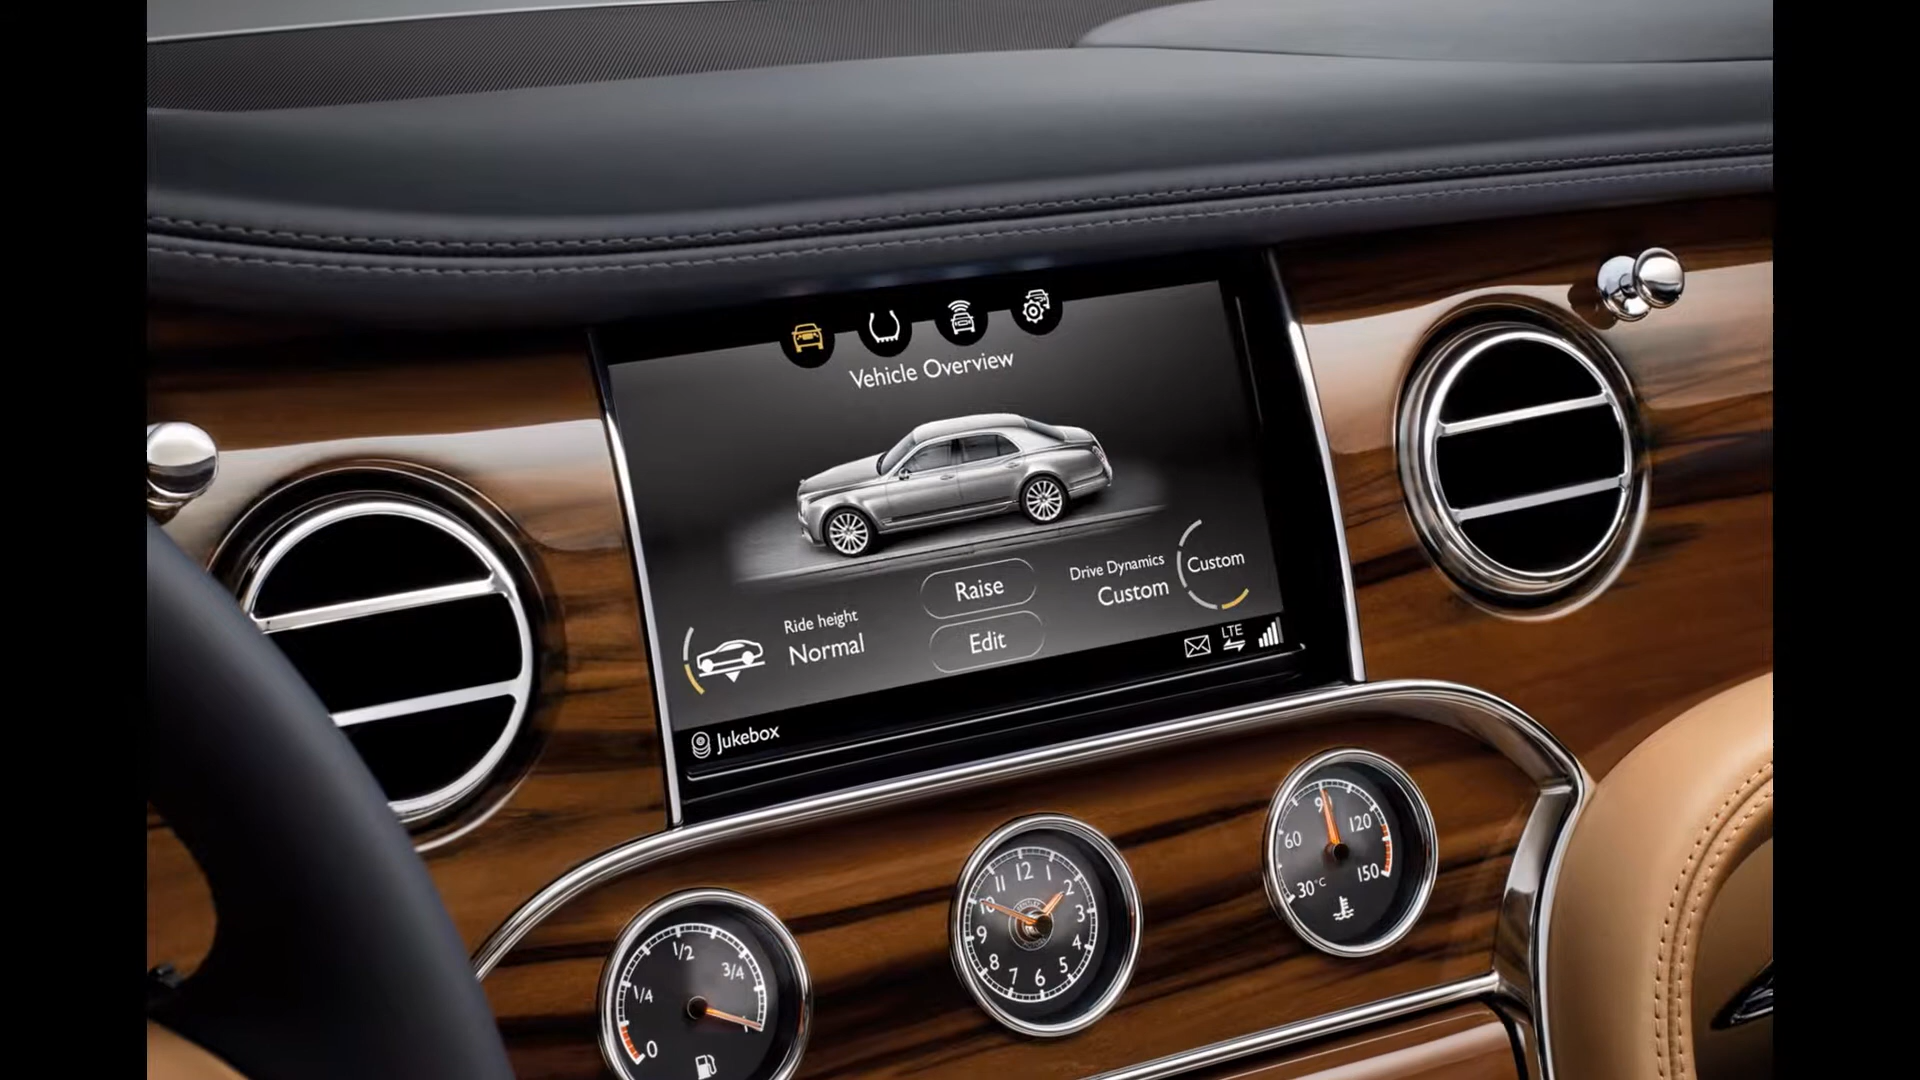 Vehicle Overview
Raise
Edit
Ride height
Normal
Drive Dynamics
Custom
Custom
LTE
Jukebox
0
1/4
1/2
3/4
1
12
1
2
3
4
5
6
7
8
9
10
11
30°C
60
90
120
150